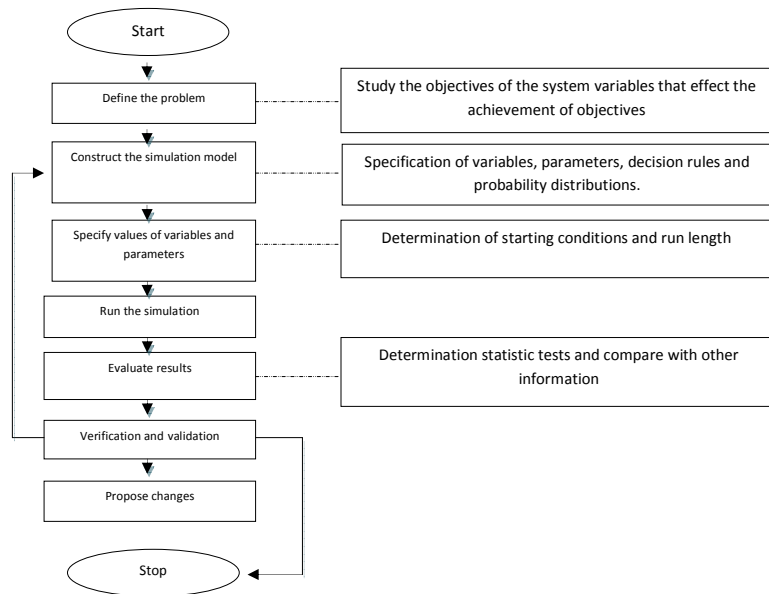 Start
Define the problem
Study the objectives of the system variables that effect the
achievement of objectives
Construct the simulation model
Specification of variables, parameters, decision rules and
probability distributions.
Specify values of variables and
parameters
Determination of starting conditions and run length
Run the simulation
Evaluate results
Determination statistic tests and compare with other
information
Verification and validation
Propose changes
Stop